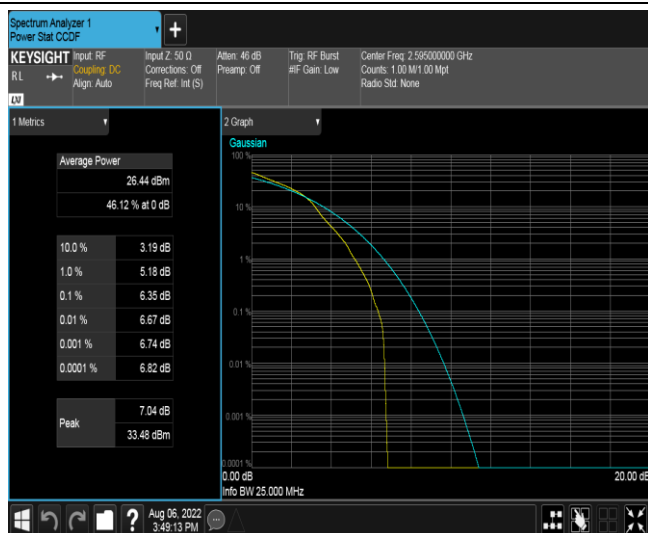 Spectrum Analyzer 1
Power Stat CCDF
+
KEYSIGHT
RL
LXI
Input: RF
Coupling: DC
Align: Auto
Input Z: 50 Ω
Corrections: Off
Freq Ref: Int (S)
Atten: 46 dB
Preamp: Off
Trig: RF Burst
#IF Gain: Low
Center Freq: 2.595000000 GHz
Counts: 1.00 M/1.00 Mpt
Radio Std: None
1 Metrics
Average Power
26.44 dBm
46.12 % at 0 dB
10.0 % 3.19 dB
1.0 % 5.18 dB
0.1 % 6.35 dB
0.01 % 6.67 dB
0.001 % 6.74 dB
0.0001 % 6.82 dB
Peak
7.04 dB
33.48 dBm
2 Graph
Gaussian
100 %
10 %
1 %
0.1 %
0.01 %
0.001 %
0.0001 %
0.00 dB 20.00 dB
Info BW 25.000 MHz
?
Aug 06, 2022
3:49:13 PM